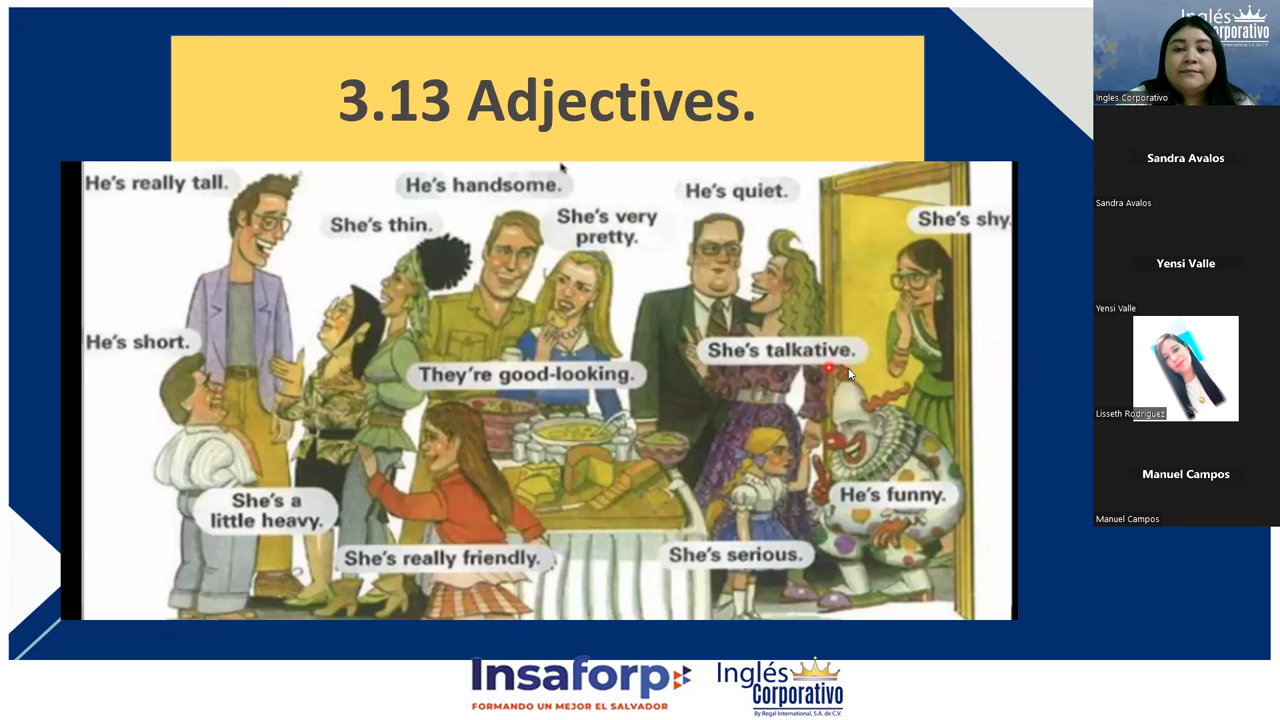 3.13 Adjectives.
He's really tall.
He's handsome.
He's quiet.
She's thin.
She's very
pretty.
She's shy.
He's short.
She's talkative.
They're good-looking.
She's a
little heavy.
He's funny.
She's really friendly.
She's serious.
Insaforp
FORMANDO UN MEJOR EL SALVADOR
Inglés
Corporativo
By Regal International, S.A. de C.V.
Inglés
Corporativo
Ingles Corporativo
Sandra Avalos
Sandra Avalos
Yensi Valle
Yensi Valle
Lisseth Rodriguez
Manuel Campos
Manuel Campos